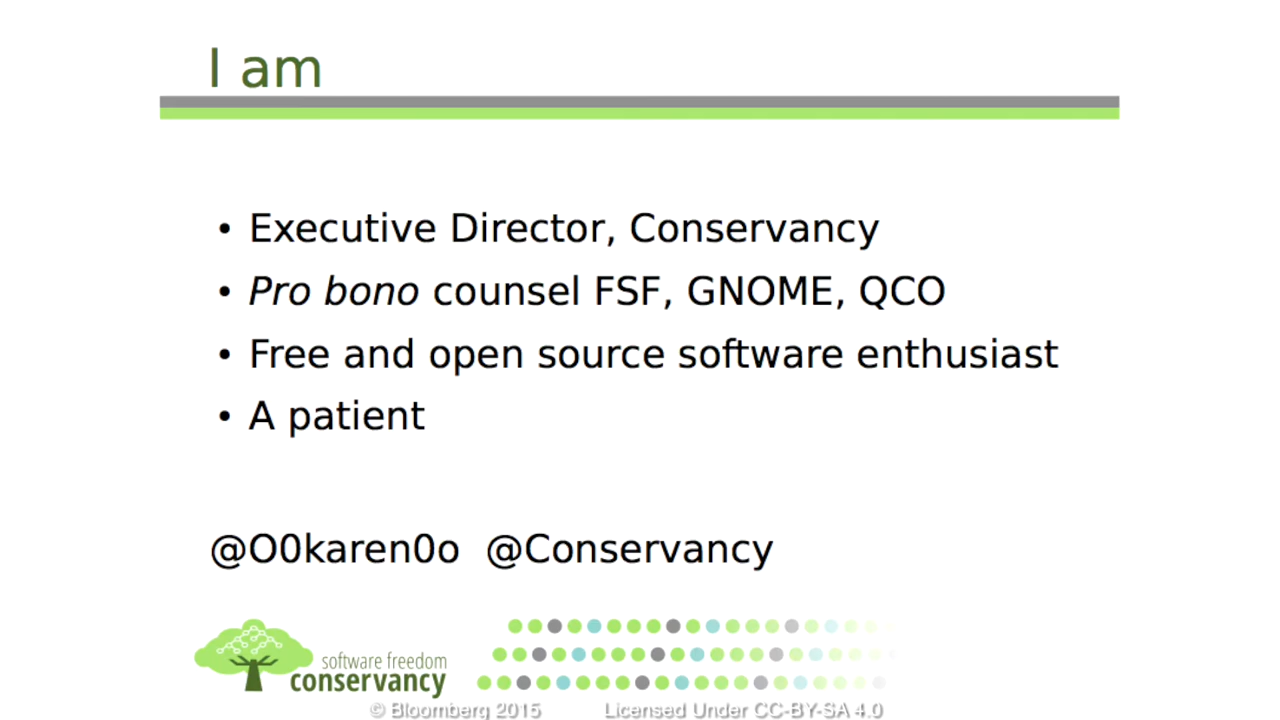 I am
• Executive Director, Conservancy
• Pro bono counsel FSF, GNOME, QCO
• Free and open source software enthusiast
• A patient
@O0karen0o @Conservancy
software freedom
conservancy
© Bloomberg 2015 Licensed Under CC-BY-SA 4.0